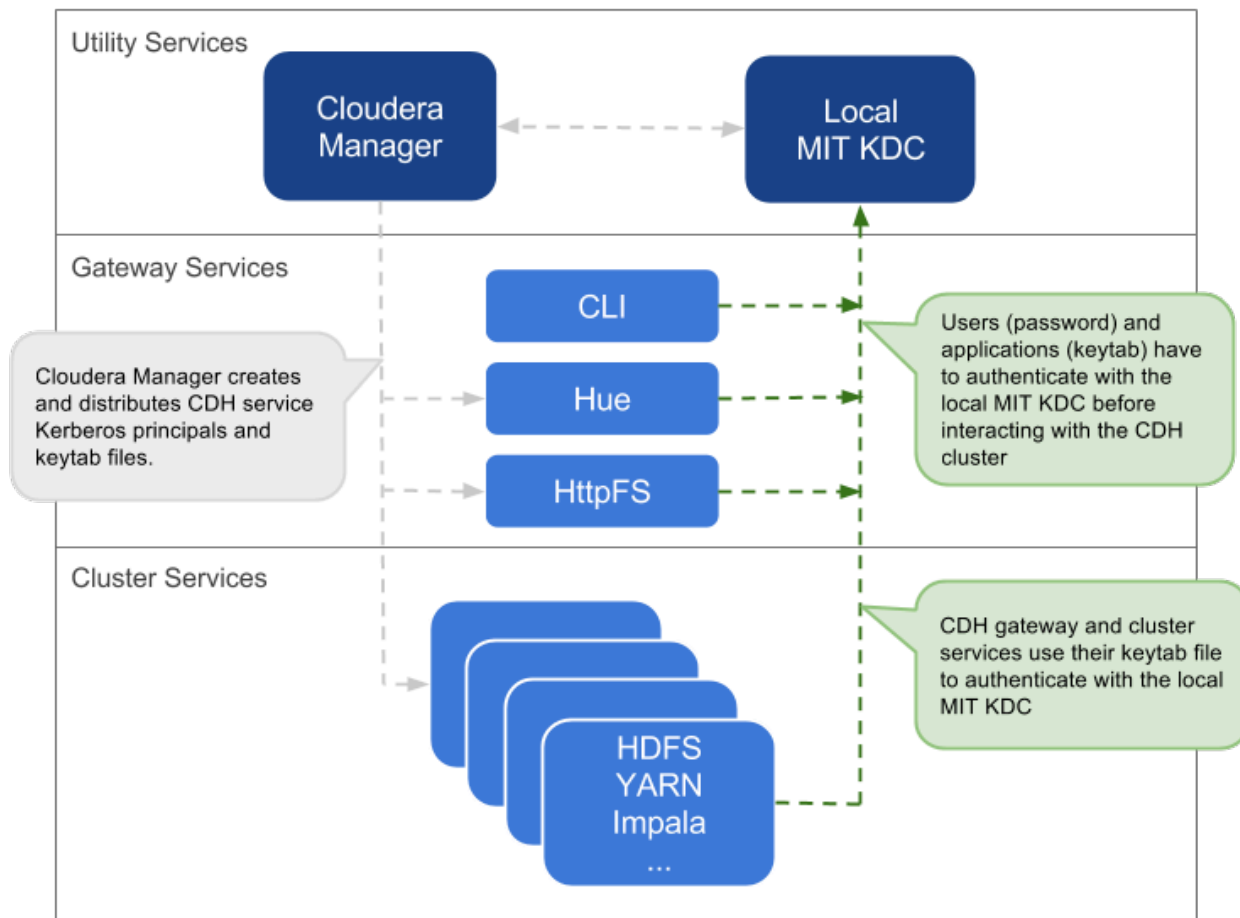 Utility Services
Cloudera
Manager
Local
MIT KDC
Gateway Services
CLI
Hue
HttpFS
Cloudera Manager creates
and distributes CDH service
Kerberos principals and
keytab files.
Users (password) and
applications (keytab) have
to authenticate with the
local MIT KDC before
interacting with the CDH
cluster
Cluster Services
HDFS
YARN
Impala
...
CDH gateway and cluster
services use their keytab file
to authenticate with the local
MIT KDC